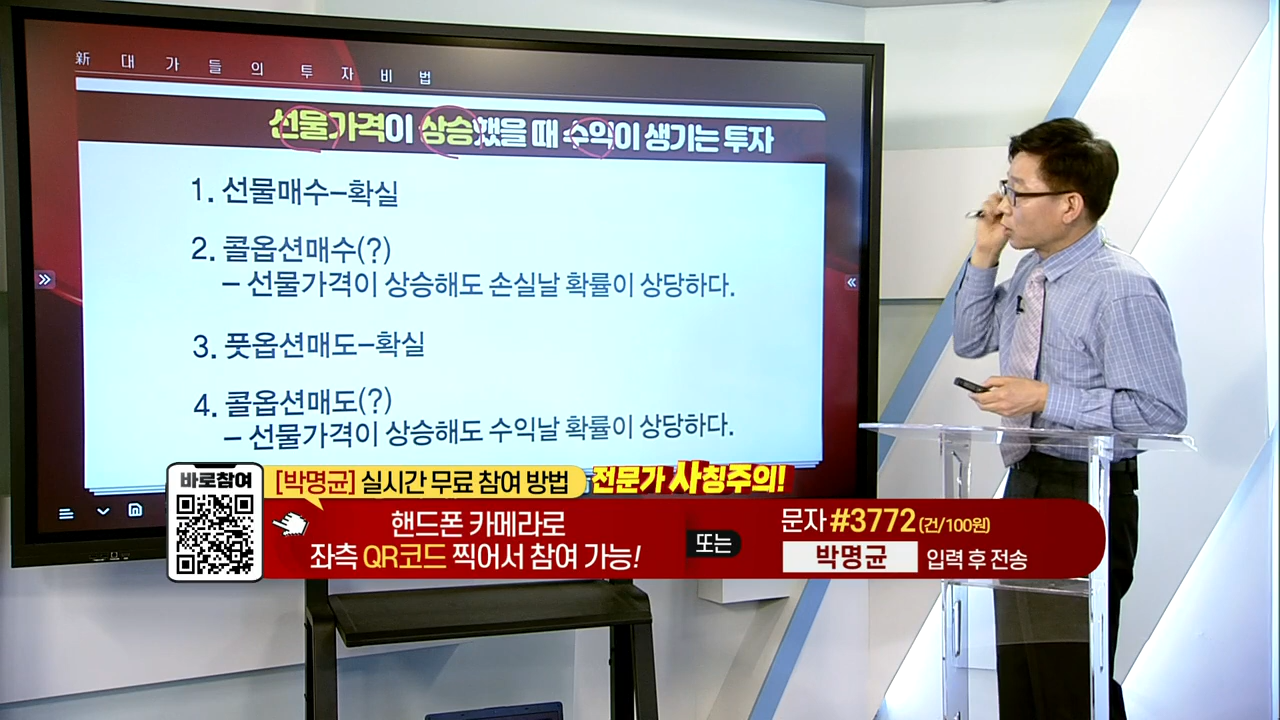 新 대 가 들 의 투 자 비 법
선물가격이 상승했을 때 수익이 생기는 투자
1. 선물매수-확실
2. 콜옵션매수(?)
- 선물가격이 상승해도 손실날 확률이 상당하다.
3. 풋옵션매도-확실
4. 콜옵션매도(?)
- 선물가격이 상승해도 수익날 확률이 상당하다.
바로참여
[박명균] 실시간 무료 참여 방법
전문가 사칭주의!
핸드폰 카메라로
좌측 QR코드 찍어서 참여 가능!
또는
문자 #3772 (건/100원)
박명균 입력 후 전송